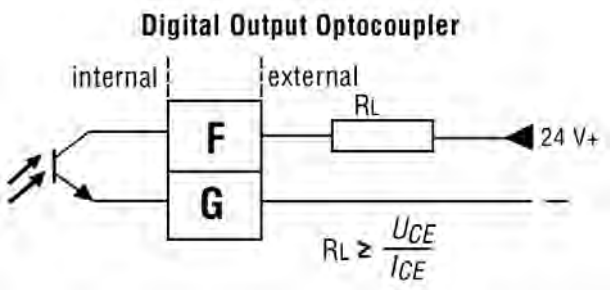 Digital Output Optocoupler
internal external
F RL 24 V+
G
RL ≥ UCE / ICE